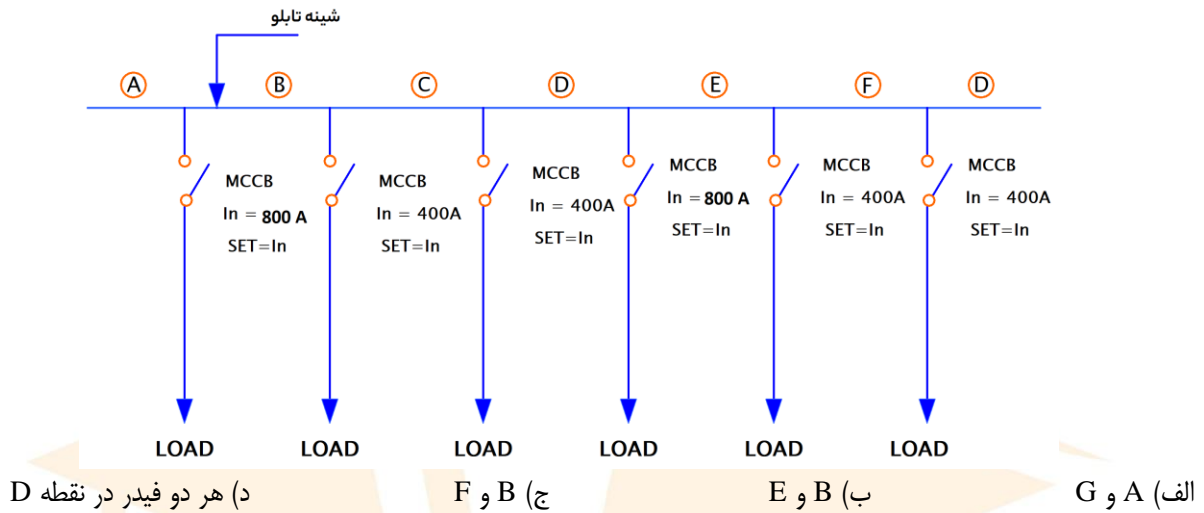 شینه تابلو
A B C D E F D
MCCB
In = 800 A
SET=In
MCCB
In = 400A
SET=In
MCCB
In = 400A
SET=In
MCCB
In = 800 A
SET=In
MCCB
In = 400A
SET=In
MCCB
In = 400A
SET=In
LOAD LOAD LOAD LOAD LOAD LOAD
الف) A و G ب) B و E ج) B و F د) هر دو فیدر در نقطه D